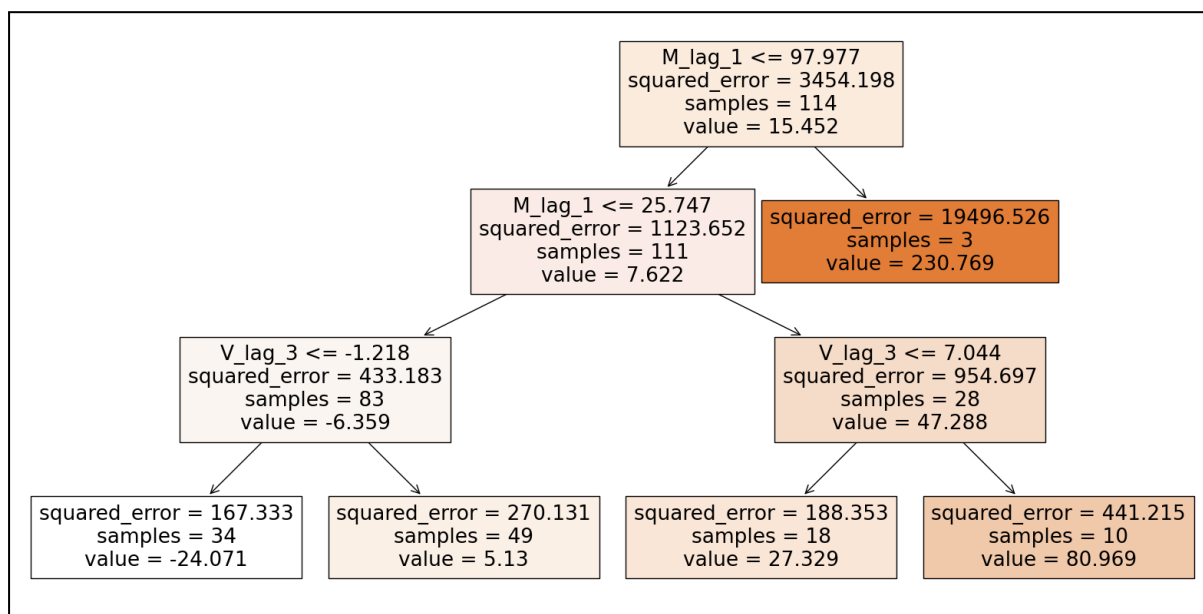 M_lag_1 <= 97.977
squared_error = 3454.198
samples = 114
value = 15.452
M_lag_1 <= 25.747
squared_error = 1123.652
samples = 111
value = 7.622
squared_error = 19496.526
samples = 3
value = 230.769
V_lag_3 <= -1.218
squared_error = 433.183
samples = 83
value = -6.359
V_lag_3 <= 7.044
squared_error = 954.697
samples = 28
value = 47.288
squared_error = 167.333
samples = 34
value = -24.071
squared_error = 270.131
samples = 49
value = 5.13
squared_error = 188.353
samples = 18
value = 27.329
squared_error = 441.215
samples = 10
value = 80.969